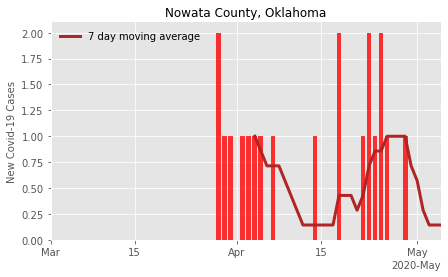 Nowata County, Oklahoma
7 day moving average
New Covid-19 Cases
2.00
1.75
1.50
1.25
1.00
0.75
0.50
0.25
0.00
Mar 15 Apr 15 May
2020-May